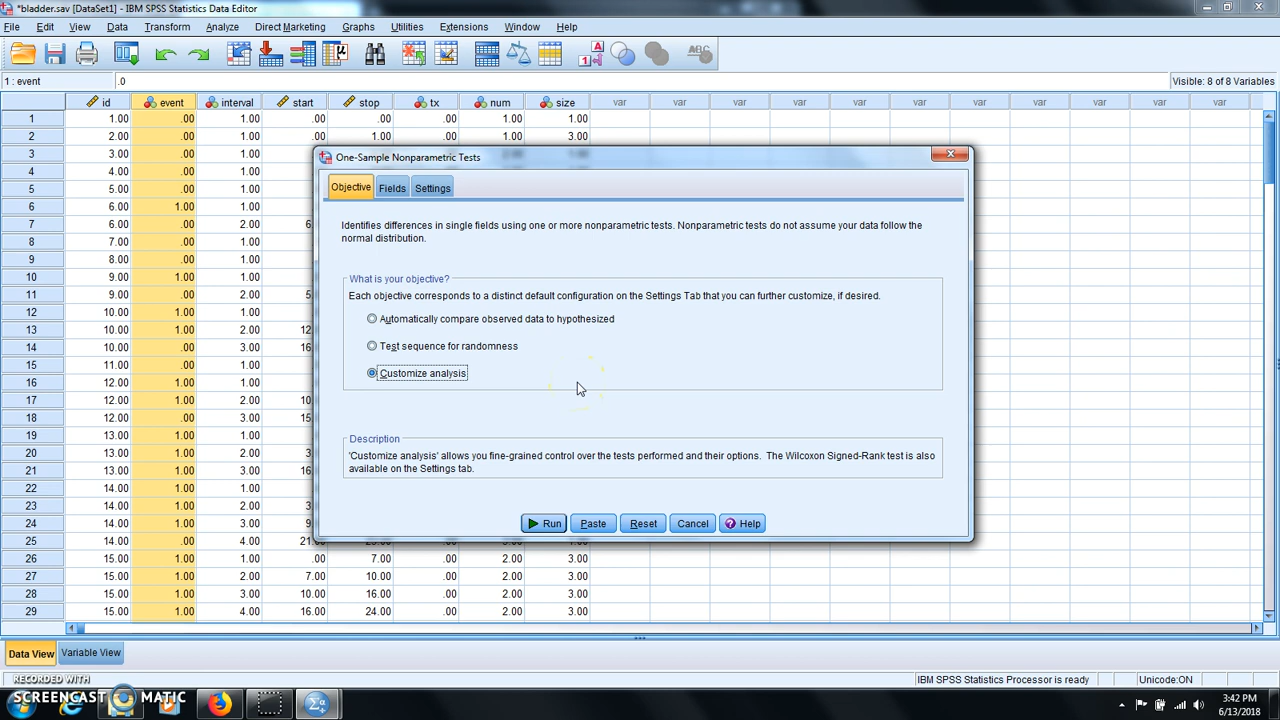 *bladder.sav [DataSet1] - IBM SPSS Statistics Data Editor
File Edit View Data Transform Analyze Direct Marketing Graphs Utilities Extensions Window Help
1 : event .0 Visible: 8 of 8 Variables
id event interval start stop tx num size var var var var var var var var var var var
1 1.00 .00 1.00 .00 .00 .00 1.00 1.00
2 2.00 .00 1.00 .00 1.00 .00 1.00 3.00
3 3.00 .00 1.00
4 4.00 .00 1.00
5 5.00 .00 1.00
6 6.00 1.00 1.00
7 6.00 .00 2.00 6
8 7.00 .00 1.00
9 8.00 .00 1.00
10 9.00 1.00 1.00
11 9.00 .00 2.00 5
12 10.00 1.00 1.00
13 10.00 1.00 2.00 12
14 10.00 .00 3.00 16
15 11.00 .00 1.00
16 12.00 1.00 1.00
17 12.00 1.00 2.00 10
18 12.00 .00 3.00 15
19 13.00 1.00 1.00
20 13.00 1.00 2.00 3
21 13.00 1.00 3.00 16
22 14.00 1.00 1.00
23 14.00 1.00 2.00 3
24 14.00 1.00 3.00 9
25 14.00 .00 4.00
26 15.00 1.00 1.00 .00 7.00 .00 2.00 3.00
27 15.00 1.00 2.00 7.00 10.00 .00 2.00 3.00
28 15.00 1.00 3.00 10.00 16.00 .00 2.00 3.00
29 15.00 1.00 4.00 16.00 24.00 .00 2.00 3.00
One-Sample Nonparametric Tests
Objective Fields Settings
Identifies differences in single fields using one or more nonparametric tests. Nonparametric tests do not assume your data follow the
normal distribution.
What is your objective?
Each objective corresponds to a distinct default configuration on the Settings Tab that you can further customize, if desired.
Automatically compare observed data to hypothesized
Test sequence for randomness
Customize analysis
Description
'Customize analysis' allows you fine-grained control over the tests performed and their options. The Wilcoxon Signed-Rank test is also
available on the Settings tab.
Run Paste Reset Cancel Help
Data View Variable View
IBM SPSS Statistics Processor is ready Unicode:ON
RECORDED WITH
SCREENCAST MATIC
3:42 PM
6/13/2018